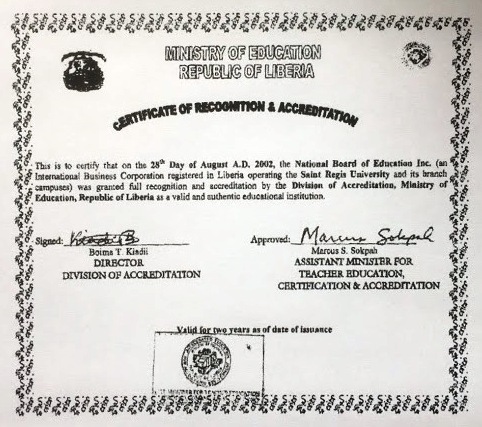 MINISTRY OF EDUCATION
REPUBLIC OF LIBERIA
CERTIFICATE OF RECOGNITION & ACCREDITATION
This is to certify that on the 28th Day of August A.D. 2002, the National Board of Education Inc. (an
International Business Corporation registered in Liberia operating the Saint Regis University and its branch
campuses) was granted full recognition and accreditation by the Division of Accreditation, Ministry of
Education, Republic of Liberia as a valid and authentic educational institution.
Signed:
Boima T. Kiadii
DIRECTOR
DIVISION OF ACCREDITATION
Approved: Marcus Sokpah
Marcus S. Sokpah
ASSISTANT MINISTER FOR
TEACHER EDUCATION,
CERTIFICATION & ACCREDITATION
Valid for two years as of date of issuance